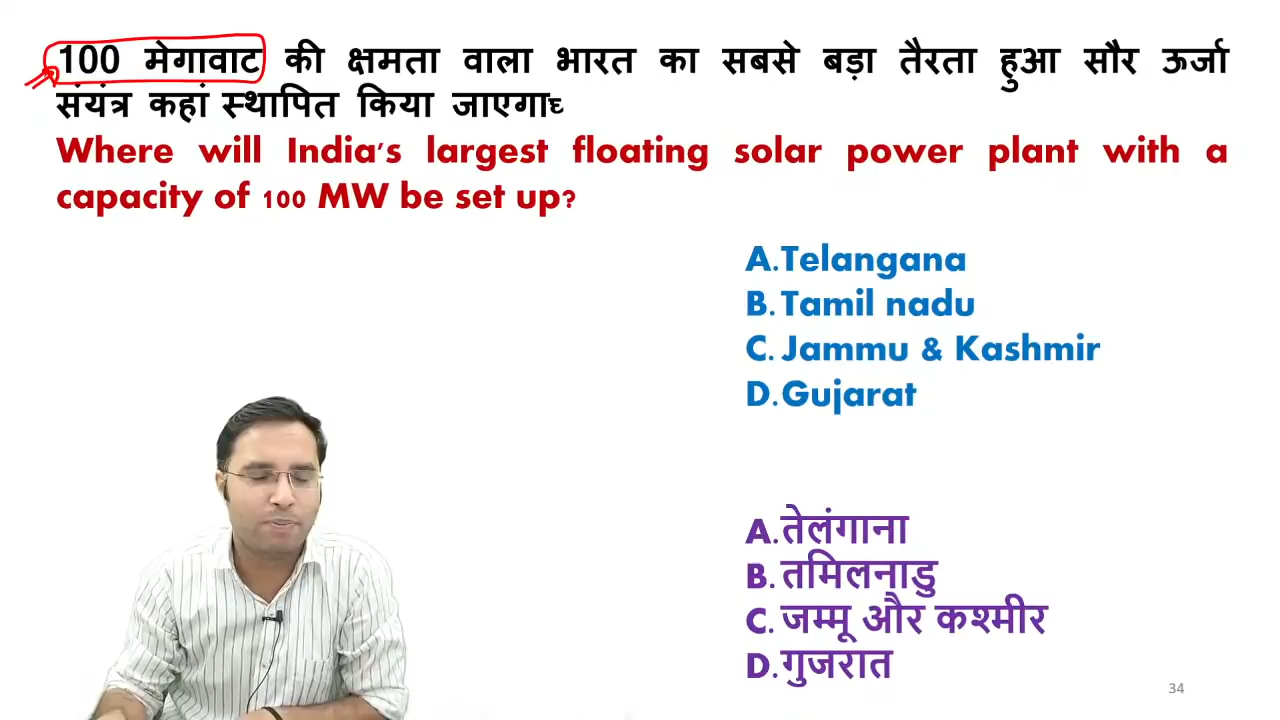 100 मेगावाट की क्षमता वाला भारत का सबसे बड़ा तैरता हुआ सौर ऊर्जा
संयंत्र कहां स्थापित किया जाएगाच्
Where will India's largest floating solar power plant with a
capacity of 100 MW be set up?
A.Telangana
B.Tamil nadu
C.Jammu & Kashmir
D.Gujarat
A.तेलंगाना
B.तमिलनाडु
C.जम्मू और कश्मीर
D.गुजरात
34